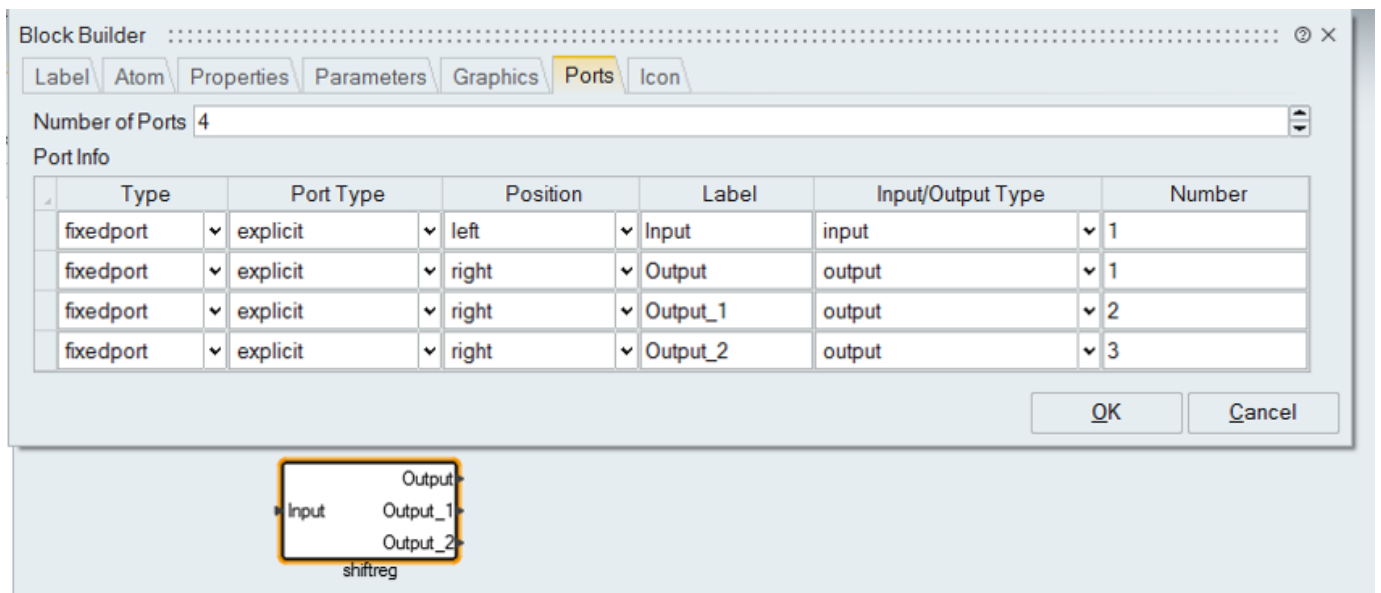 Block Builder
Label Atom Properties Parameters Graphics Ports Icon
Number of Ports 4
Port Info
Type Port Type Position Label Input/Output Type Number
fixedport explicit left Input input 1
fixedport explicit right Output output 1
fixedport explicit right Output_1 output 2
fixedport explicit right Output_2 output 3
OK Cancel
Output
Input Output_1
Output_2
shiftreg